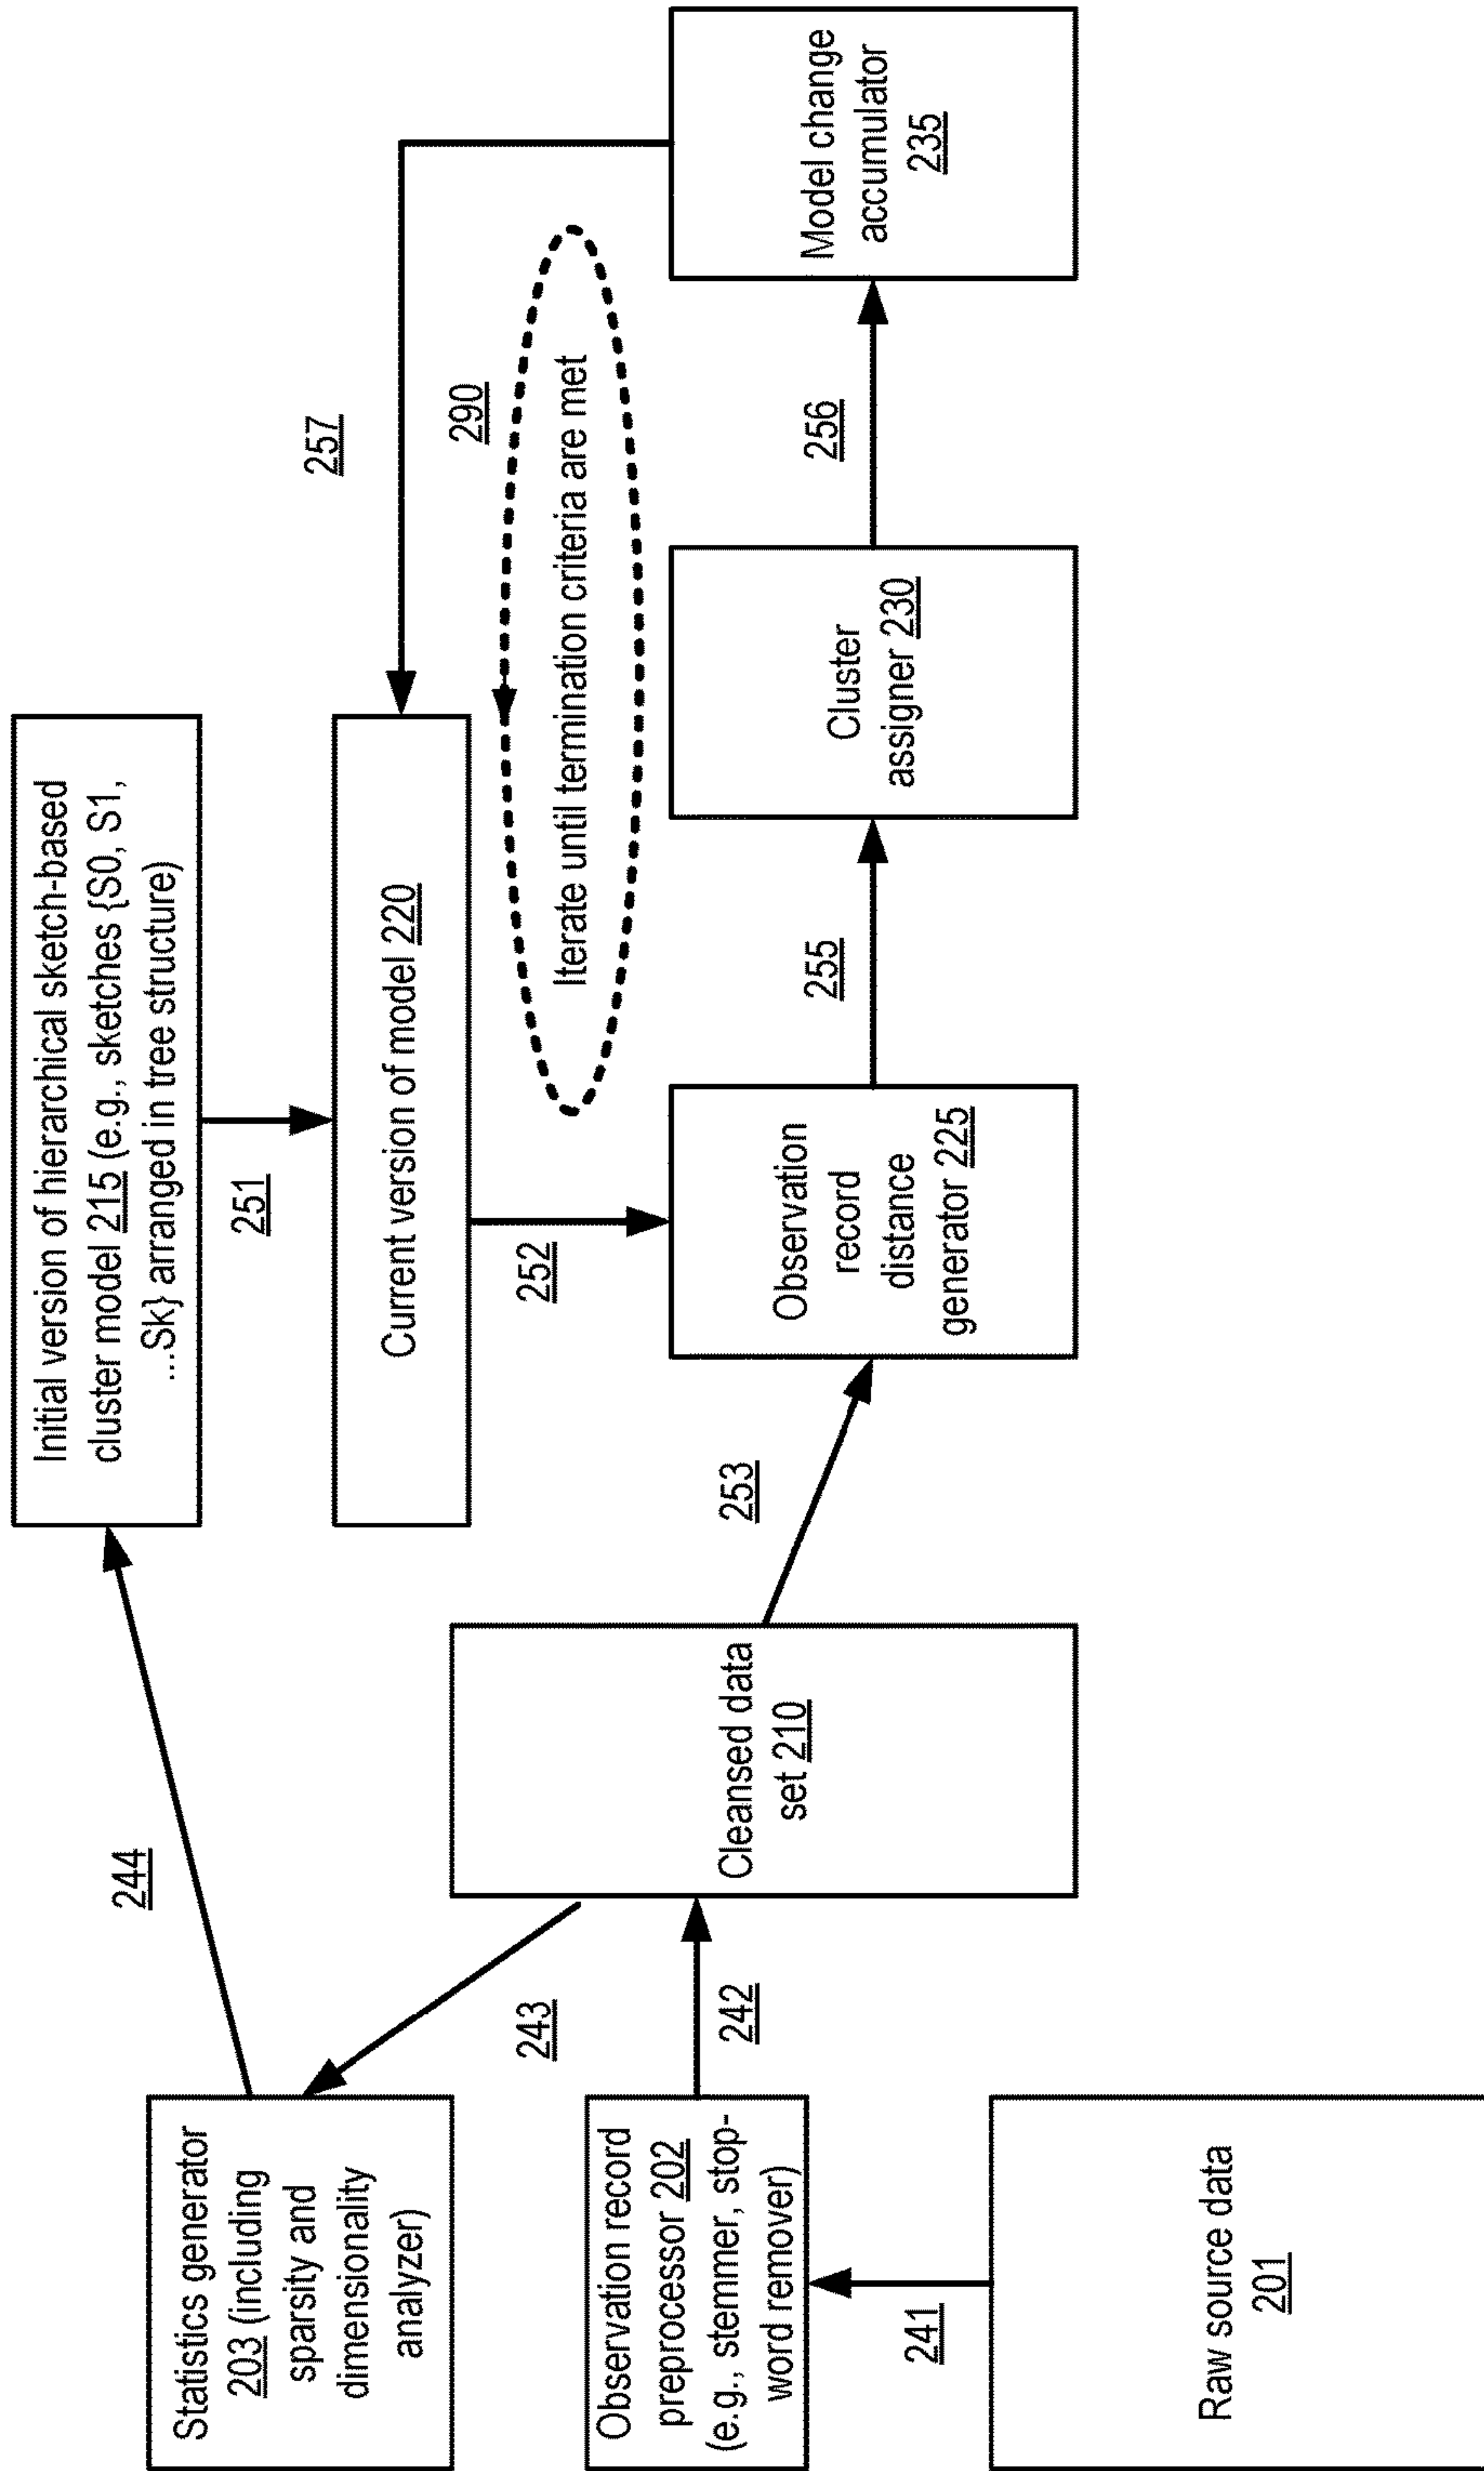 Initial version of hierarchical sketch-based
cluster model 215 (e.g., sketches {S0, S1,
...Sk} arranged in tree structure)
244
251
257
Statistics generator
203 (including
sparsity and
dimensionality
analyzer)
Current version of model 220
290
Iterate until termination criteria are met
243
252
Observation record
preprocessor 202
(e.g., stemmer, stop-
word remover)
242
Cleansed data
set 210
253
Observation
record
distance
generator 225
255
Cluster
assigner 230
256
Model change
accumulator
235
241
Raw source data
201